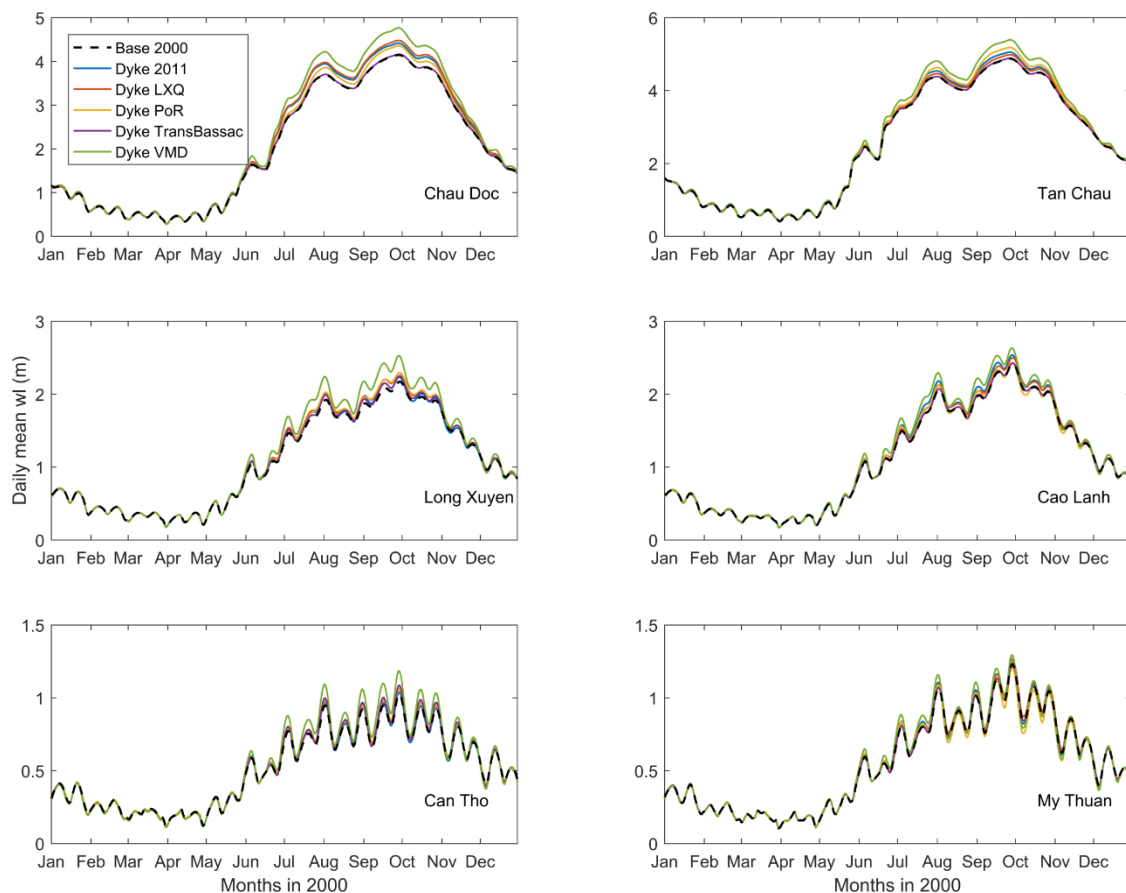 5
4
3
2
1
0
Base 2000
Dyke 2011
Dyke LXQ
Dyke PoR
Dyke TransBassac
Dyke VMD
Chau Doc
Jan Feb Mar Apr May Jun Jul Aug Sep Oct Nov Dec
6
4
2
0
Tan Chau
Jan Feb Mar Apr May Jun Jul Aug Sep Oct Nov Dec
Daily mean wl (m)
3
2
1
0
Long Xuyen
Jan Feb Mar Apr May Jun Jul Aug Sep Oct Nov Dec
3
2
1
0
Cao Lanh
Jan Feb Mar Apr May Jun Jul Aug Sep Oct Nov Dec
1.5
1
0.5
0
Can Tho
Jan Feb Mar Apr May Jun Jul Aug Sep Oct Nov Dec
Months in 2000
1.5
1
0.5
0
My Thuan
Jan Feb Mar Apr May Jun Jul Aug Sep Oct Nov Dec
Months in 2000